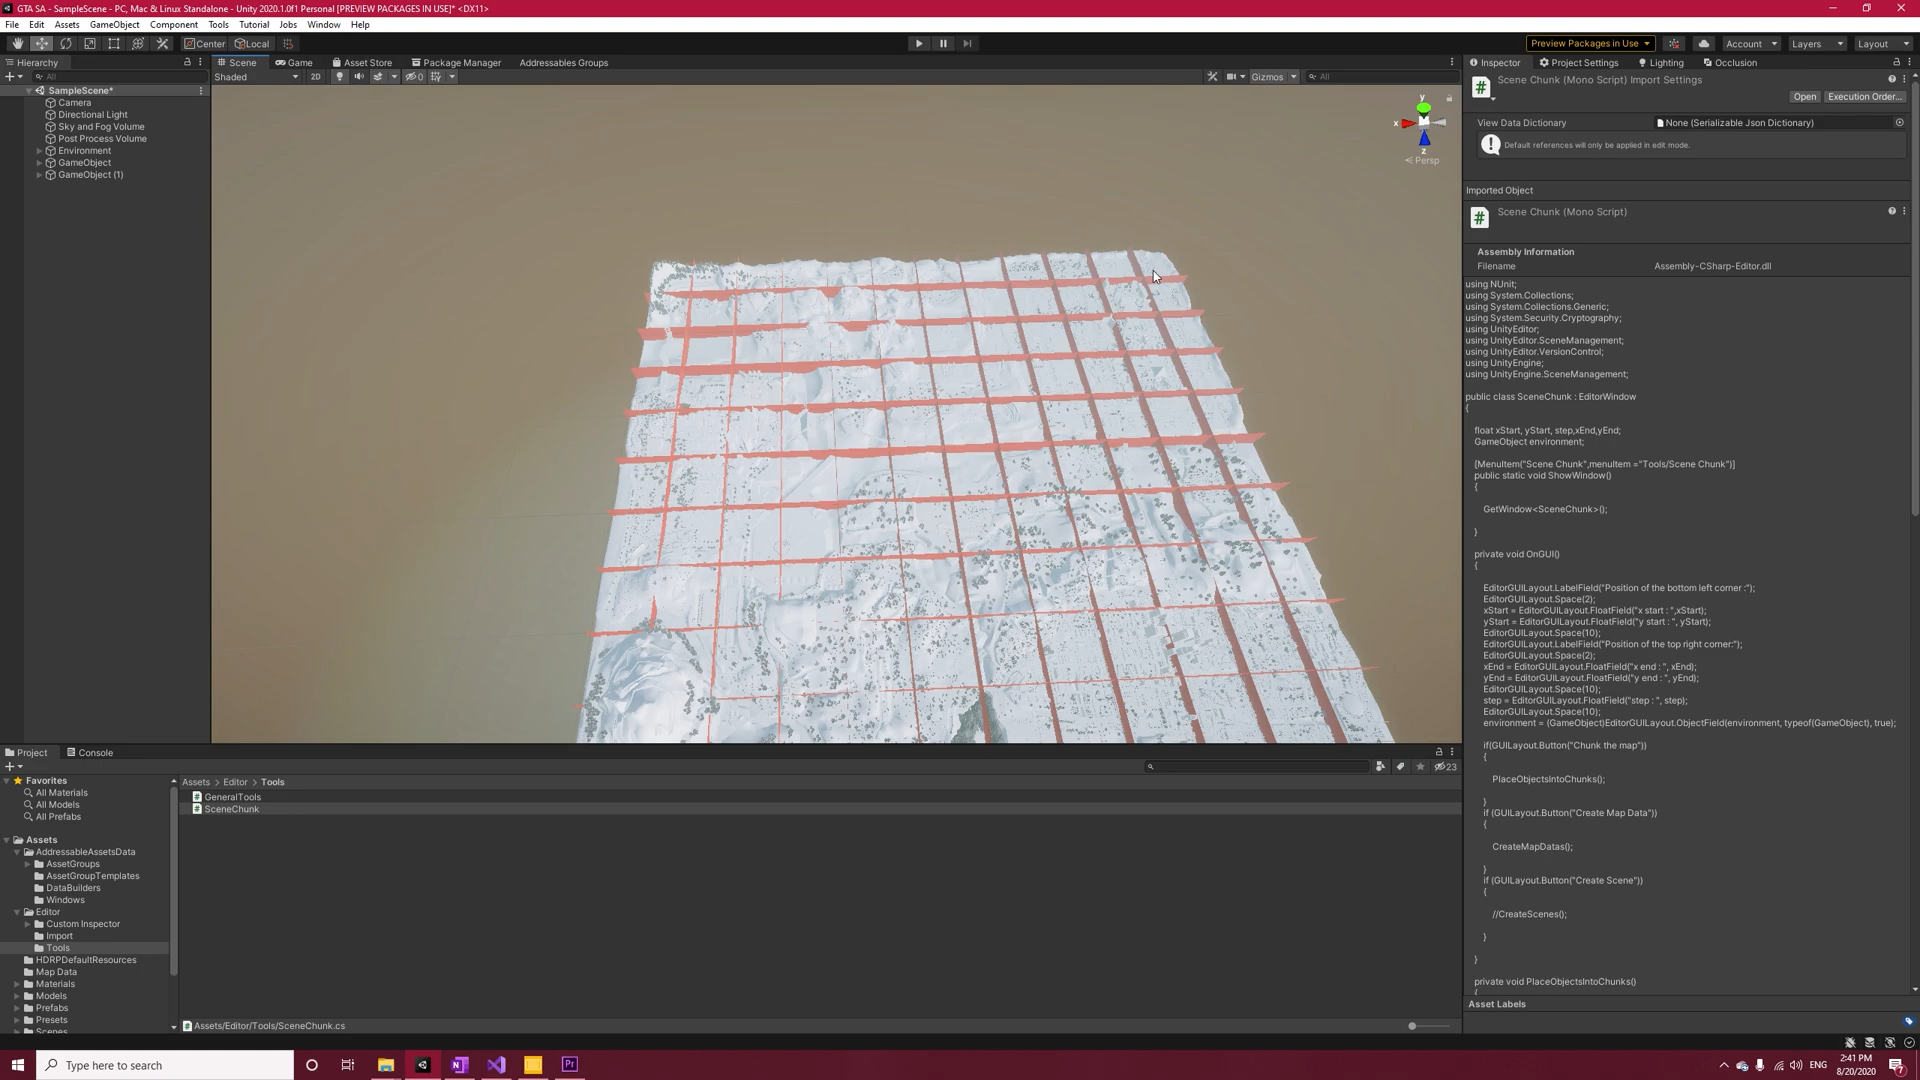 GTA SA - SampleScene - PC, Mac & Linux Standalone - Unity 2020.1.0f1 Personal [PREVIEW PACKAGES IN USE]* <DX11>
File Edit Assets GameObject Component Tools Tutorial Jobs Window Help
Center Local
Preview Packages in Use Account Layers Layout
Hierarchy
All
SampleScene*
Camera
Directional Light
Sky and Fog Volume
Post Process Volume
Environment
GameObject
GameObject (1)
Scene Game Asset Store Package Manager Addressables Groups
Shaded 2D 0 Gizmos All
y
x
z
Persp
Inspector Project Settings Lighting Occlusion
Scene Chunk (Mono Script) Import Settings
Open Execution Order...
View Data Dictionary None (Serializable Json Dictionary)
Default references will only be applied in edit mode.
Imported Object
Scene Chunk (Mono Script)
Assembly Information
Filename Assembly-CSharp-Editor.dll
using NUnit;
using System.Collections;
using System.Collections.Generic;
using System.Security.Cryptography;
using UnityEditor;
using UnityEditor.SceneManagement;
using UnityEditor.VersionControl;
using UnityEngine;
using UnityEngine.SceneManagement;
public class SceneChunk : EditorWindow
{
float xStart, yStart, step,xEnd,yEnd;
GameObject environment;
[MenuItem("Scene Chunk",menuItem ="Tools/Scene Chunk")]
public static void ShowWindow()
{
GetWindow<SceneChunk>();
}
private void OnGUI()
{
EditorGUILayout.LabelField("Position of the bottom left corner :");
EditorGUILayout.Space(2);
xStart = EditorGUILayout.FloatField("x start : ",xStart);
yStart = EditorGUILayout.FloatField("y start : ", yStart);
EditorGUILayout.Space(10);
EditorGUILayout.LabelField("Position of the top right corner:");
EditorGUILayout.Space(2);
xEnd = EditorGUILayout.FloatField("x end : ", xEnd);
yEnd = EditorGUILayout.FloatField("y end : ", yEnd);
EditorGUILayout.Space(10);
step = EditorGUILayout.FloatField("step : ", step);
EditorGUILayout.Space(10);
environment = (GameObject)EditorGUILayout.ObjectField(environment, typeof(GameObject), true);
if(GUILayout.Button("Chunk the map"))
{
PlaceObjectsIntoChunks();
}
if (GUILayout.Button("Create Map Data"))
{
CreateMapDatas();
}
if (GUILayout.Button("Create Scene"))
{
//CreateScenes();
}
}
private void PlaceObjectsIntoChunks()
{
Asset Labels
Project Console
23
Favorites
All Materials
All Models
All Prefabs
Assets
AddressableAssetsData
AssetGroups
AssetGroupTemplates
DataBuilders
Windows
Editor
Custom Inspector
Import
Tools
HDRPDefaultResources
Map Data
Materials
Models
Prefabs
Presets
Scenes
Assets > Editor > Tools
GeneralTools
SceneChunk
Assets/Editor/Tools/SceneChunk.cs
Type here to search
ENG
2:41 PM
8/20/2020
7